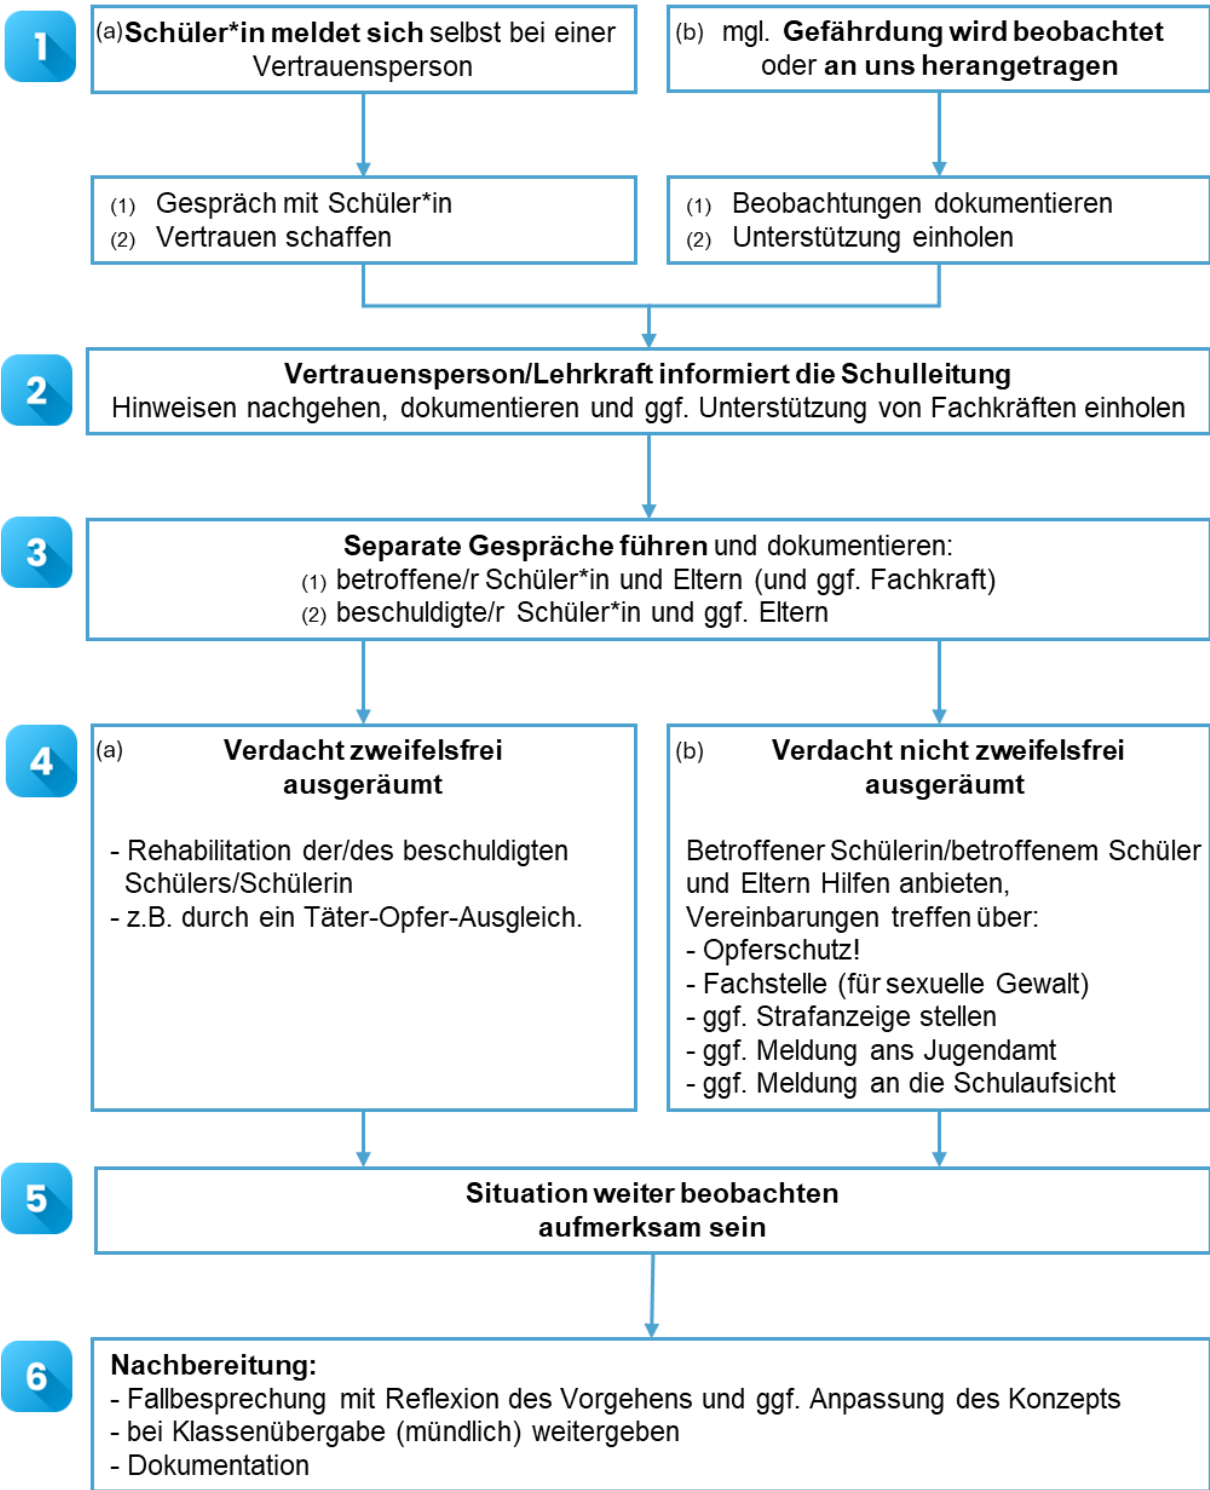 1
(a) Schüler*in meldet sich selbst bei einer
Vertrauensperson
(b) mgl. Gefährdung wird beobachtet
oder an uns herangetragen
(1) Gespräch mit Schüler*in
(2) Vertrauen schaffen
(1) Beobachtungen dokumentieren
(2) Unterstützung einholen
2
Vertrauensperson/Lehrkraft informiert die Schulleitung
Hinweisen nachgehen, dokumentieren und ggf. Unterstützung von Fachkräften einholen
3
Separate Gespräche führen und dokumentieren:
(1) betroffene/r Schüler*in und Eltern (und ggf. Fachkraft)
(2) beschuldigte/r Schüler*in und ggf. Eltern
4
(a) Verdacht zweifelsfrei
ausgeräumt
- Rehabilitation der/des beschuldigten
Schülers/Schülerin
- z.B. durch ein Täter-Opfer-Ausgleich.
(b) Verdacht nicht zweifelsfrei
ausgeräumt
Betroffener Schülerin/betroffenem Schüler
und Eltern Hilfen anbieten,
Vereinbarungen treffen über:
- Opferschutz!
- Fachstelle (für sexuelle Gewalt)
- ggf. Strafanzeige stellen
- ggf. Meldung ans Jugendamt
- ggf. Meldung an die Schulaufsicht
5
Situation weiter beobachten
aufmerksam sein
6
Nachbereitung:
- Fallbesprechung mit Reflexion des Vorgehens und ggf. Anpassung des Konzepts
- bei Klassenübergabe (mündlich) weitergeben
- Dokumentation